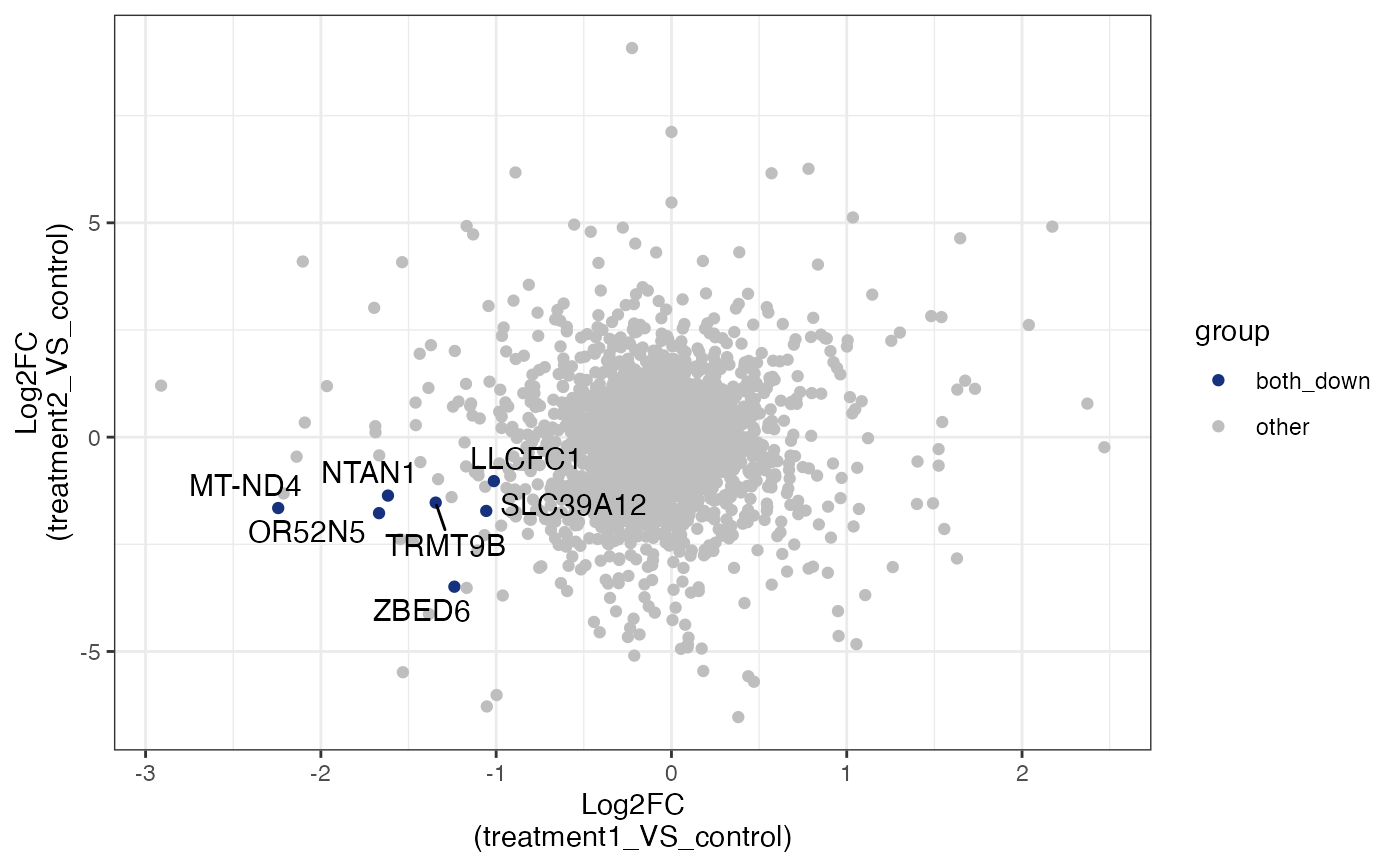 Log2FC
(treatment2_VS_control)
5
0
-5
LLCFC1
NTAN1
MT-ND4
SLC39A12
OR52N5
TRMT9B
ZBED6
-3
-2
-1
0
1
2
Log2FC
(treatment1_VS_control)
group
both_down
other